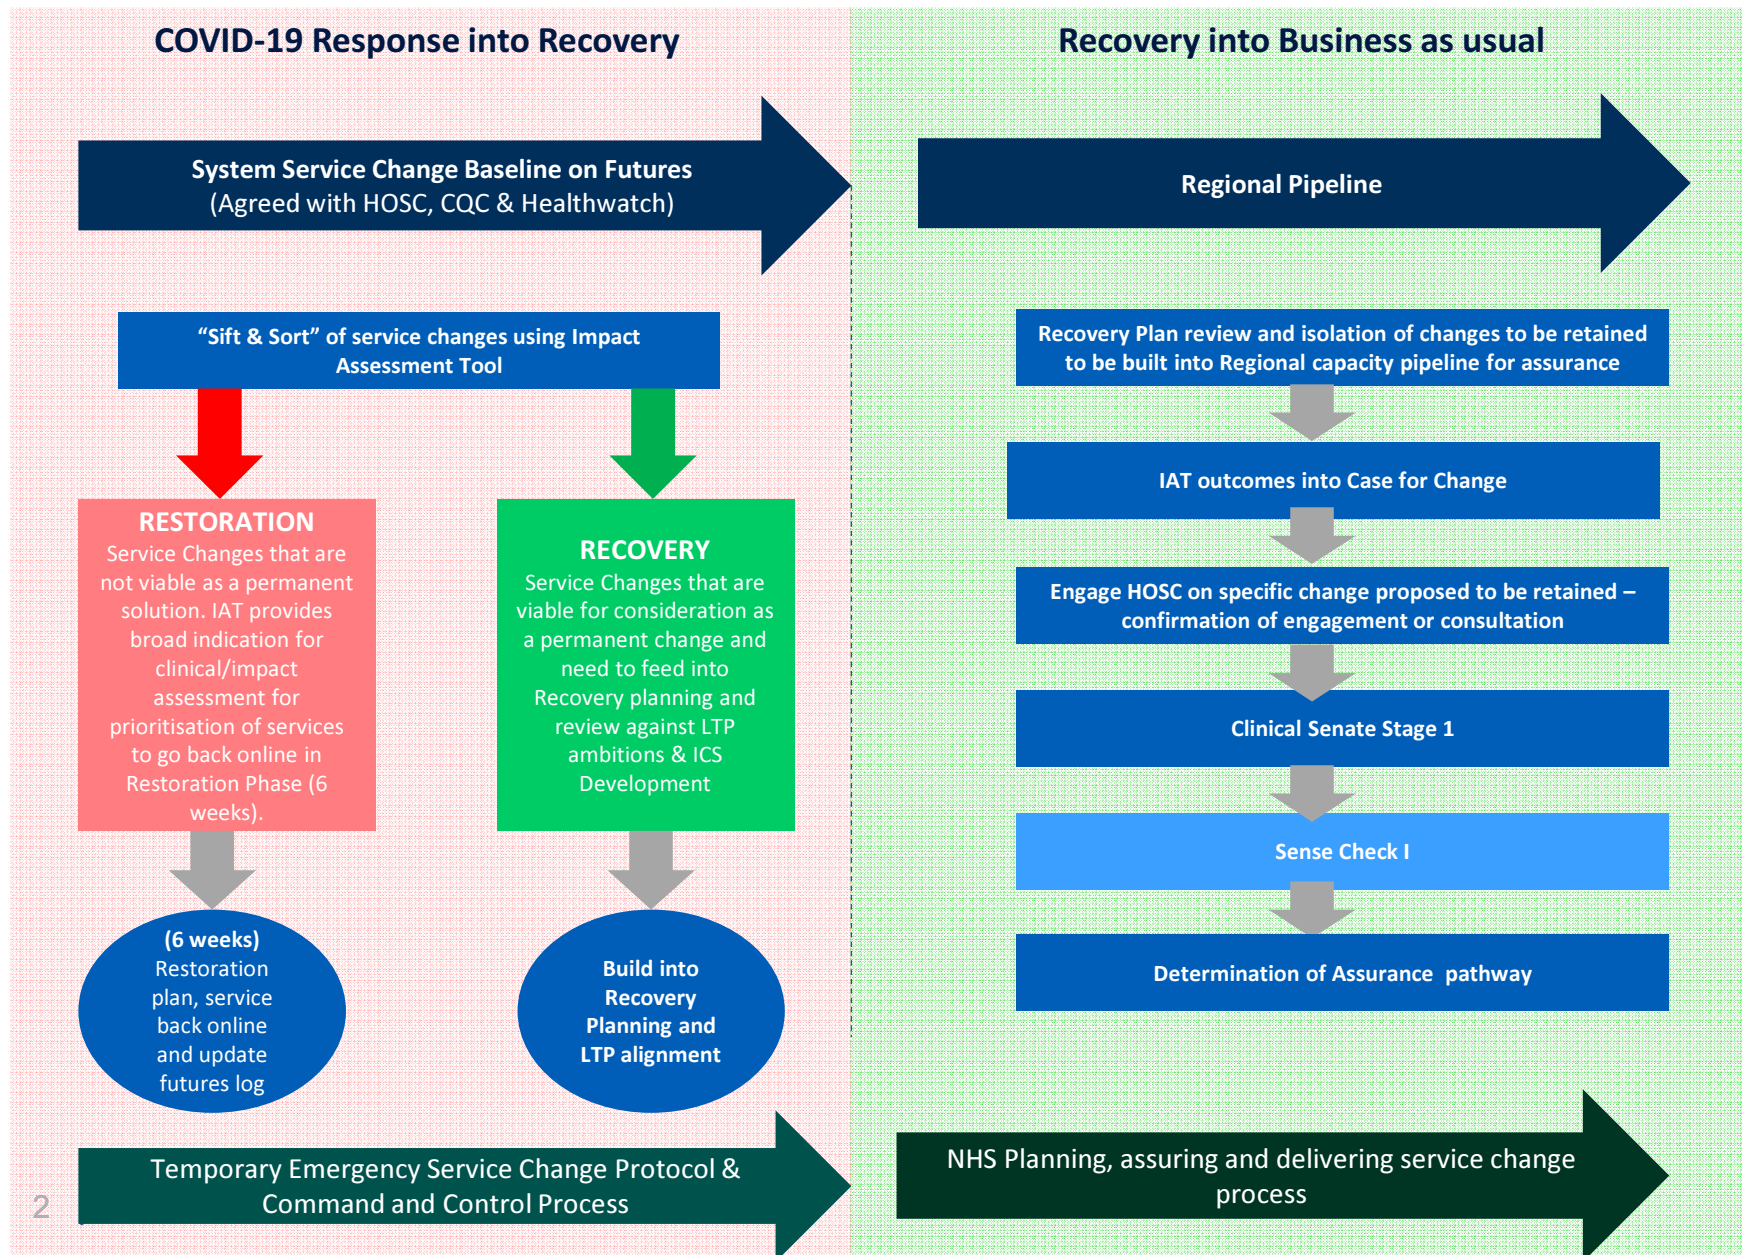 COVID-19 Response into Recovery
System Service Change Baseline on Futures
(Agreed with HOSC, CQC & Healthwatch)
“Sift & Sort” of service changes using Impact
Assessment Tool
RESTORATION
Service Changes that are
not viable as a permanent
solution. IAT provides
broad indication for
clinical/impact
assessment for
prioritisation of services
to go back online in
Restoration Phase (6
weeks).
RECOVERY
Service Changes that are
viable for consideration as
a permanent change and
need to feed into
Recovery planning and
review against LTP
ambitions & ICS
Development
(6 weeks)
Restoration
plan, service
back online
and update
futures log
Build into
Recovery
Planning and
LTP alignment
Temporary Emergency Service Change Protocol &
Command and Control Process
Recovery into Business as usual
Regional Pipeline
Recovery Plan review and isolation of changes to be retained
to be built into Regional capacity pipeline for assurance
IAT outcomes into Case for Change
Engage HOSC on specific change proposed to be retained –
confirmation of engagement or consultation
Clinical Senate Stage 1
Sense Check I
Determination of Assurance pathway
NHS Planning, assuring and delivering service change
process
2